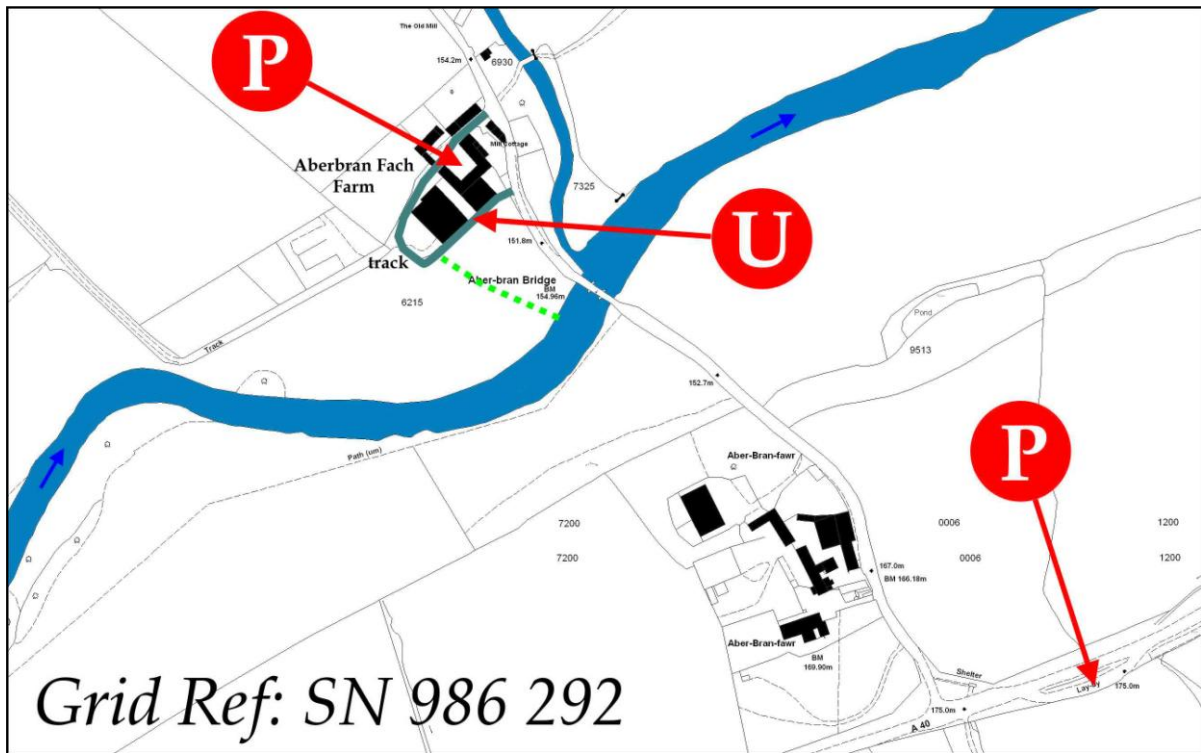 The Old Mill
154.2m
6930
P
Mill Cottage
Aberbran Fach
Farm
7325
U
151.8m
track
Aber-bran Bridge
BM
154.96m
6215
Track
Pond
9513
152.7m
Path (um)
Aber-Bran-fawr
P
7200
7200
0006
1200
0006
1200
167.0m
BM 166.18m
Aber-Bran-fawr
BM
169.90m
Shelter
Lay-by
175.0m
175.0m
A 40
Grid Ref: SN 986 292